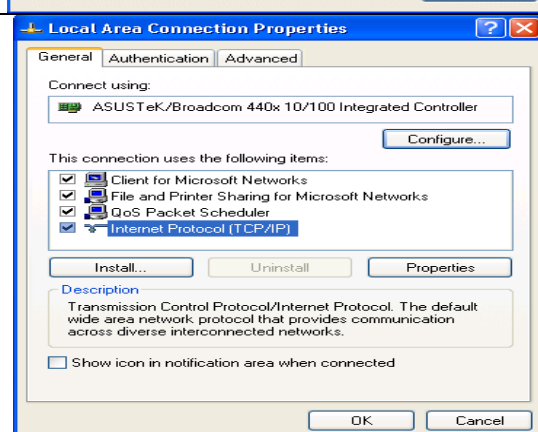 Local Area Connection Properties
General Authentication Advanced
Connect using:
ASUSTeK/Broadcom 440x 10/100 Integrated Controller
Configure...
This connection uses the following items:
Client for Microsoft Networks
File and Printer Sharing for Microsoft Networks
QoS Packet Scheduler
Internet Protocol (TCP/IP)
Install... Uninstall Properties
Description
Transmission Control Protocol/Internet Protocol. The default
wide area network protocol that provides communication
across diverse interconnected networks.
Show icon in notification area when connected
OK Cancel